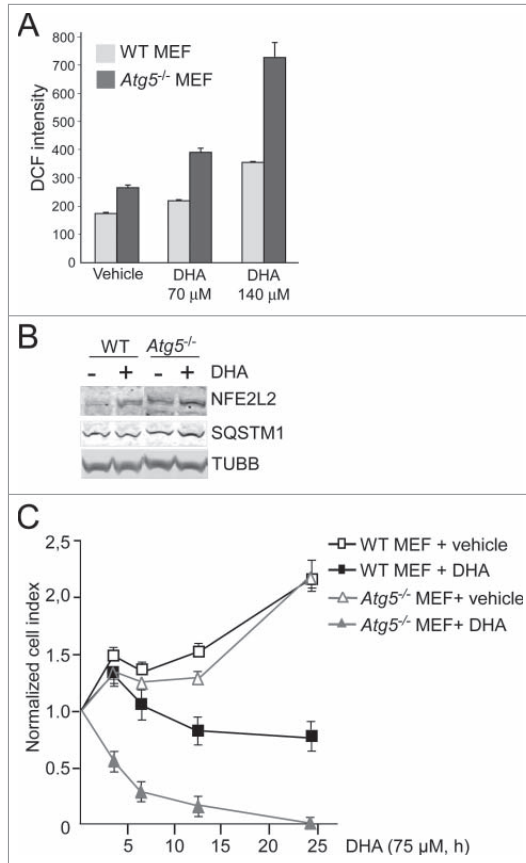 A
WT MEF
Atg5-/- MEF
DCF intensity
800
700
600
500
400
300
200
100
0
Vehicle
DHA
70 μM
DHA
140 μM
B
WT Atg5-/-
- + - + DHA
NFE2L2
SQSTM1
TUBB
C
Normalized cell index
2,5
2,0
1.5
1.0
0.5
0
5 10 15 20 25 DHA (75 μM, h)
WT MEF + vehicle
WT MEF + DHA
Atg5-/- MEF+ vehicle
Atg5-/- MEF+ DHA